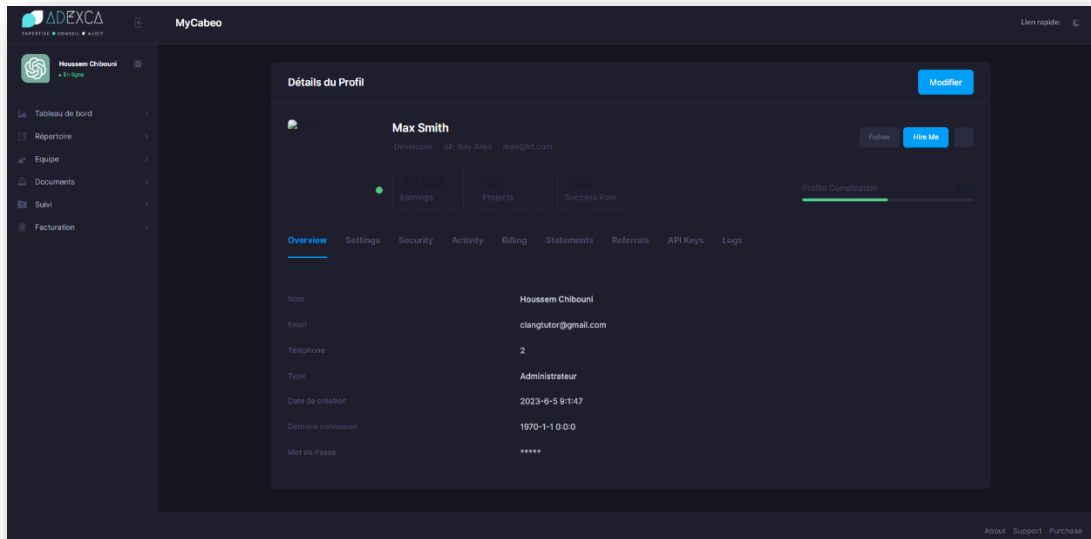 ADEXCA
EXPERTISE ● CONSEIL ● AUDIT
MyCabeo
Lien rapide:
Houssem Chibouni
En ligne
Tableau de bord
Répertoire
Equipe
Documents
Suivi
Facturation
Détails du Profil
Modifier
Max Smith
Developer SF, Bay Area max@kt.com
Follow
Hire Me
Earnings
Projects
Success Rate
Profile Compleation
Overview Settings Security Activity Billing Statements Referrals API Keys Logs
Nom Houssem Chibouni
Email clangtutor@gmail.com
Téléphone 2
Type Administrateur
Date de création 2023-6-5 9:1:47
Dernière connexion 1970-1-1 0:0:0
Mot de Passe *****
About Support Purchase